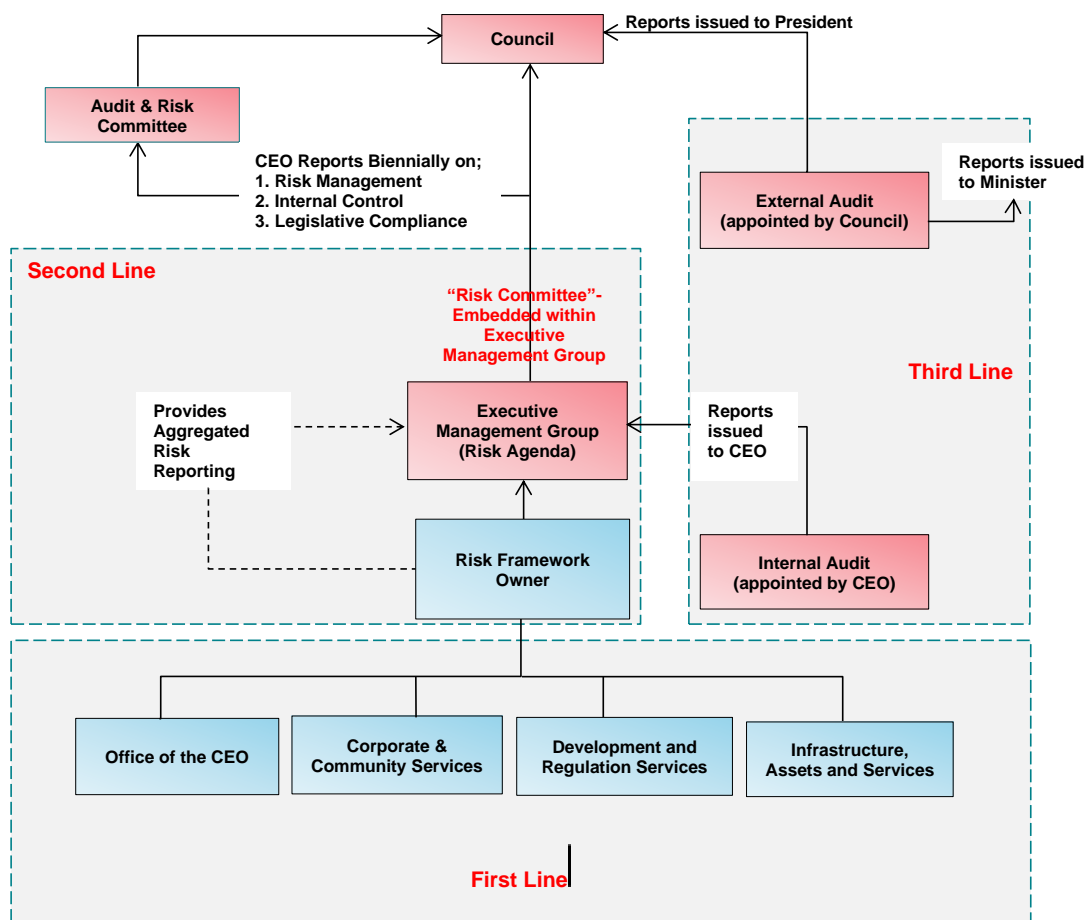 Reports issued to President
Council
Audit & Risk
Committee
CEO Reports Biennially on;
1. Risk Management
2. Internal Control
3. Legislative Compliance
Reports issued
to Minister
External Audit
(appointed by Council)
Second Line
“Risk Committee”-
Embedded within
Executive
Management Group
Third Line
Provides
Aggregated
Risk
Reporting
Executive
Management Group
(Risk Agenda)
Reports
issued
to CEO
Risk Framework
Owner
Internal Audit
(appointed by CEO)
Office of the CEO
Corporate &
Community Services
Development and
Regulation Services
Infrastructure,
Assets and Services
First Line